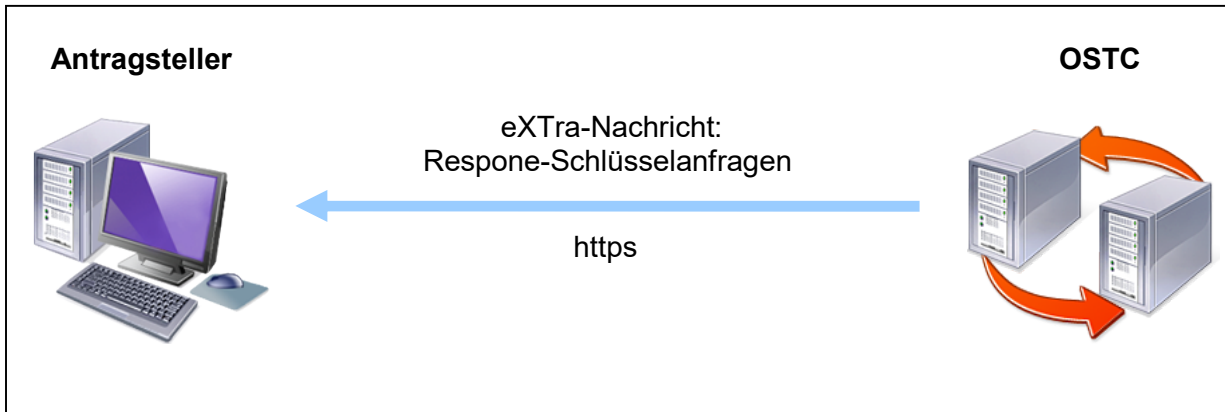 Antragsteller
OSTC
eXTra-Nachricht:
Respone-Schlüsselanfragen
https